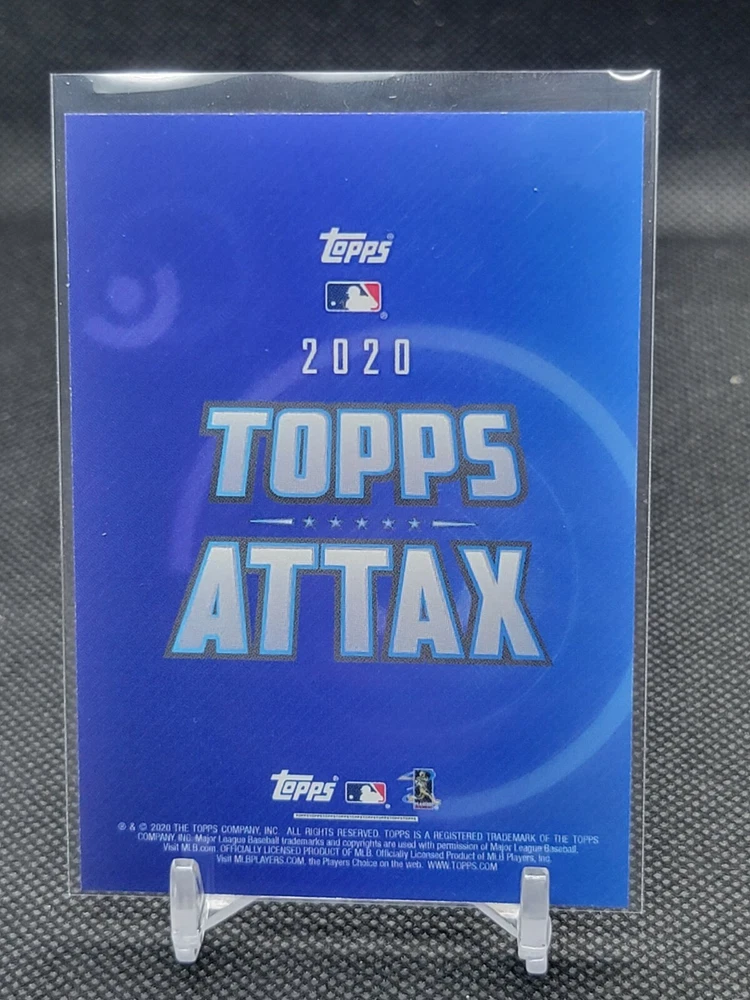 Topps
2020
TOPPS
ATTAX
Topps
® & © 2020 THE TOPPS COMPANY, INC. ALL RIGHTS RESERVED. TOPPS IS A REGISTERED TRADEMARK OF THE TOPPS
COMPANY, INC. Major League Baseball trademarks and copyrights are used with permission of Major League Baseball.
Visit MLB.com. OFFICIALLY LICENSED PRODUCT OF MLB. Officially Licensed Product of MLB Players, Inc.
Visit MLBPLAYERS.COM, the Players Choice on the web. WWW.TOPPS.COM